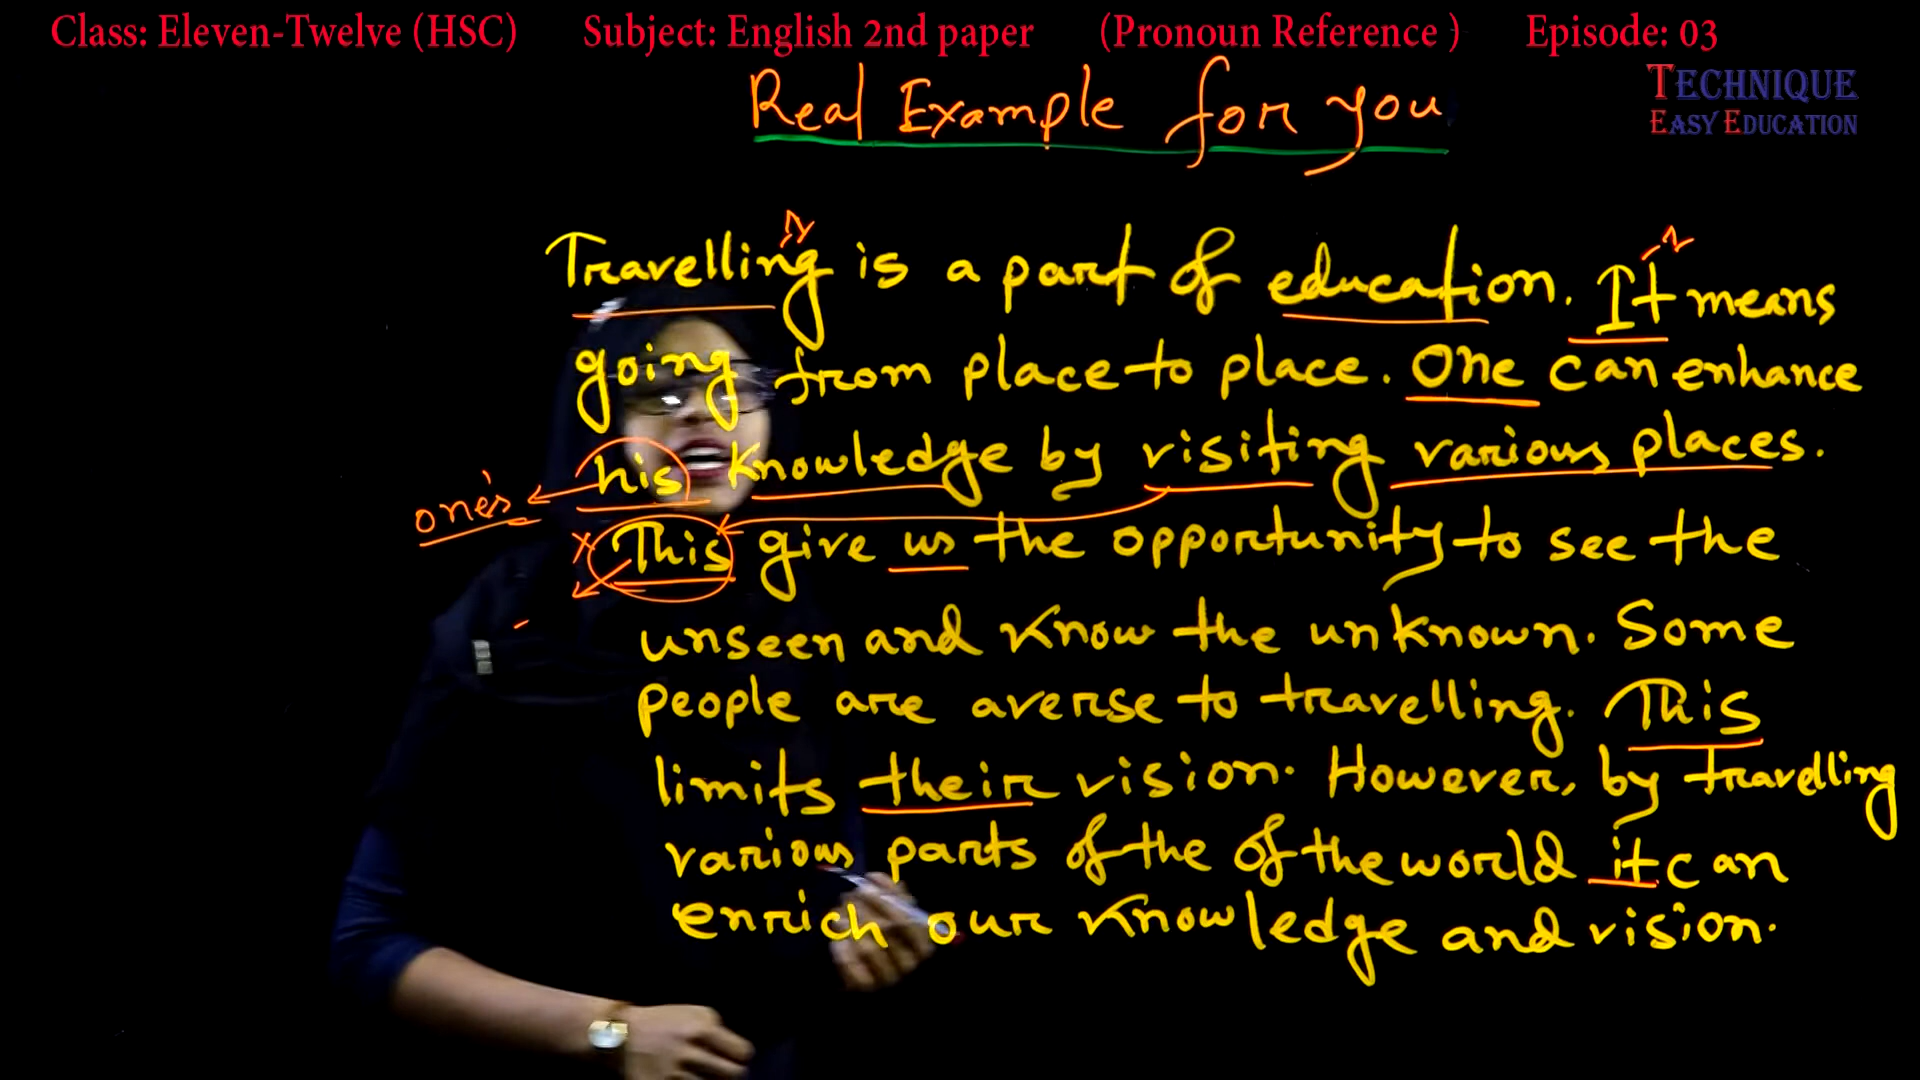 Class: Eleven-Twelve (HSC) Subject: English 2nd paper (Pronoun Reference ) Episode: 03
TECHNIQUE
EASY EDUCATION
Real Example for you
Travelling is a part of education. It means
going from place to place. One can enhance
his knowledge by visiting various places.
one's
This give us the opportunity to see the
unseen and know the unknown. Some
people are averse to travelling. This
limits their vision. However, by travelling
various parts of the of the world it can
enrich our knowledge and vision.